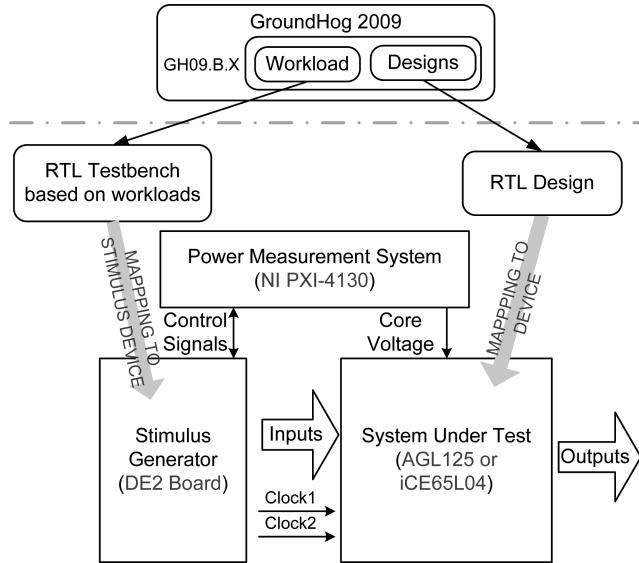 GroundHog 2009
GH09.B.X
Workload
Designs
RTL Testbench
based on workloads
RTL Design
MAPPPING TO
STIMULUS DEVICE
Power Measurement System
(NI PXI-4130)
MAPPPING TO
DEVICE
Control
Signals
Core
Voltage
Stimulus
Generator
(DE2 Board)
Inputs
System Under Test
(AGL125 or
iCE65L04)
Outputs
Clock1
Clock2